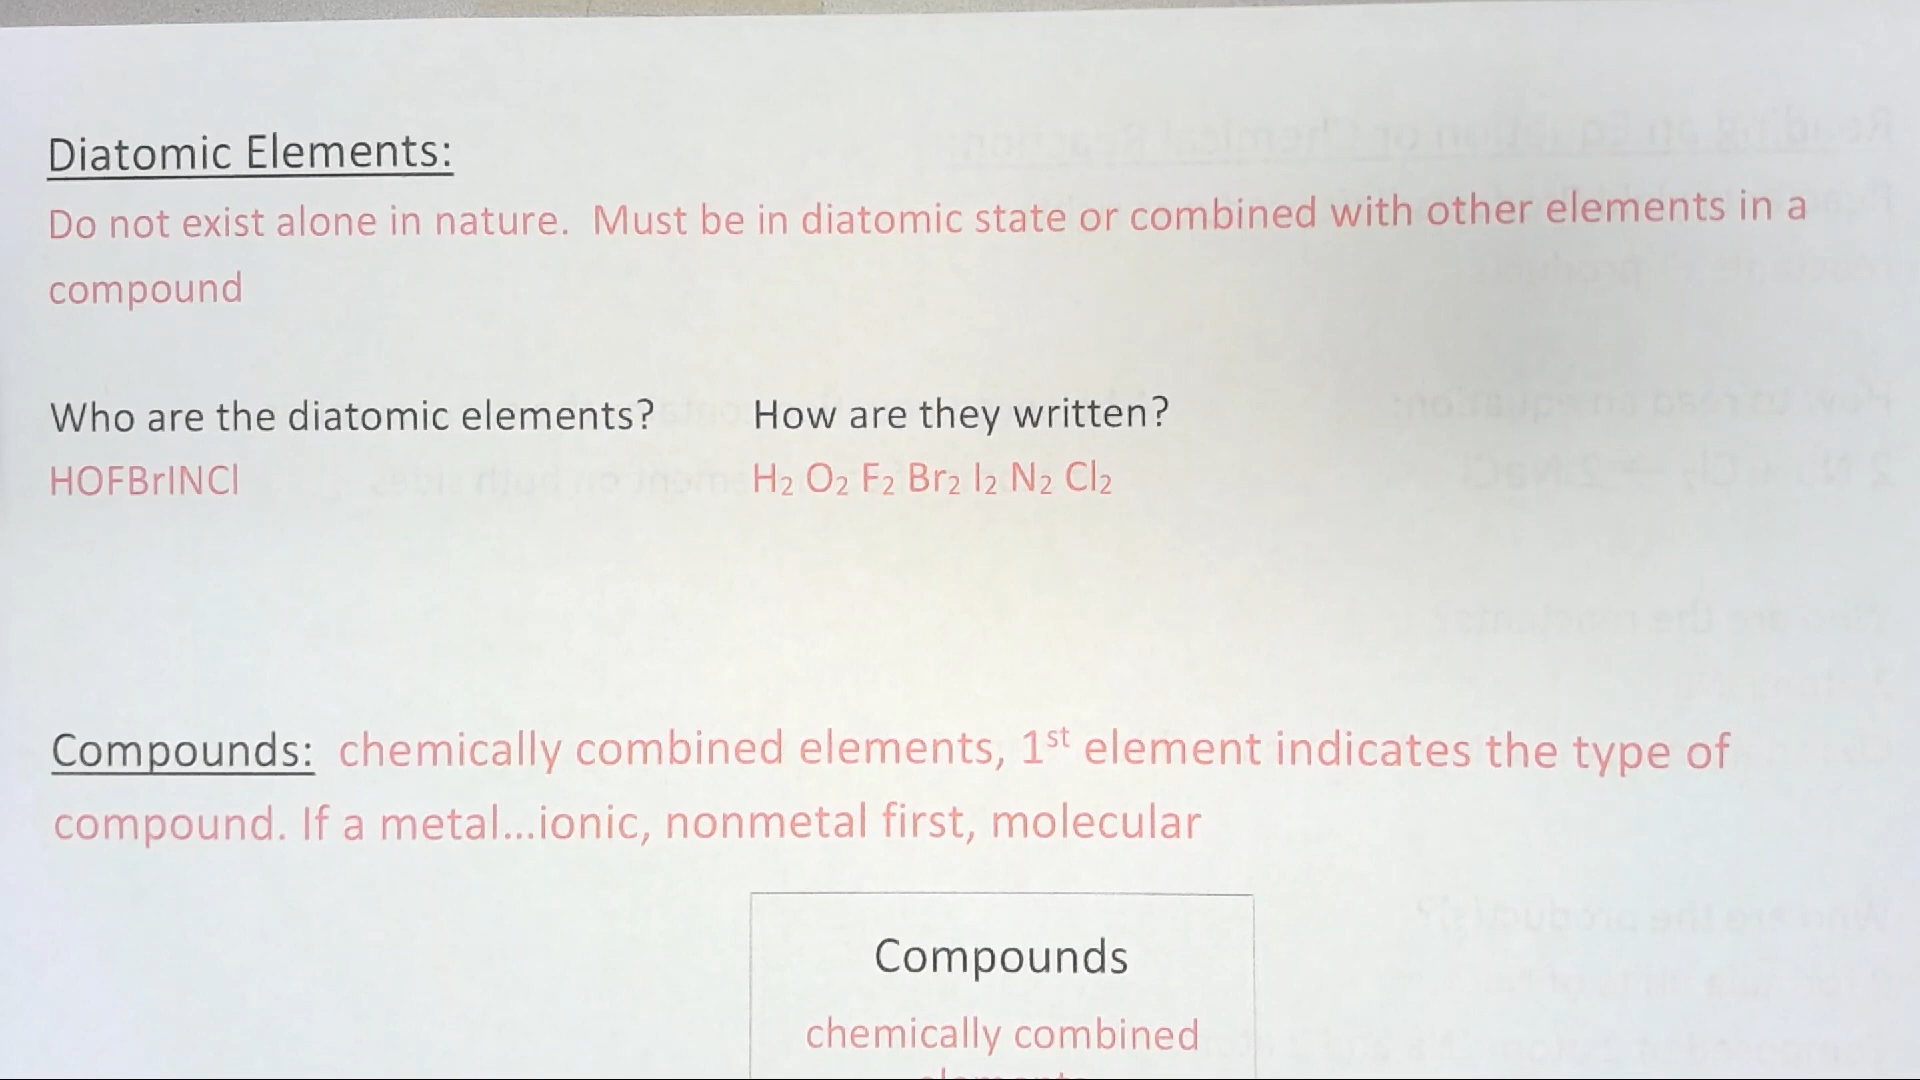 Diatomic Elements:
Do not exist alone in nature.  Must be in diatomic state or combined with other elements in a
compound
Who are the diatomic elements?
How are they written?
HOFBrINCl
H₂ O₂ F₂ Br₂ I₂ N₂ Cl₂
Compounds: chemically combined elements, 1st element indicates the type of
compound. If a metal...ionic, nonmetal first, molecular
Compounds
chemically combined